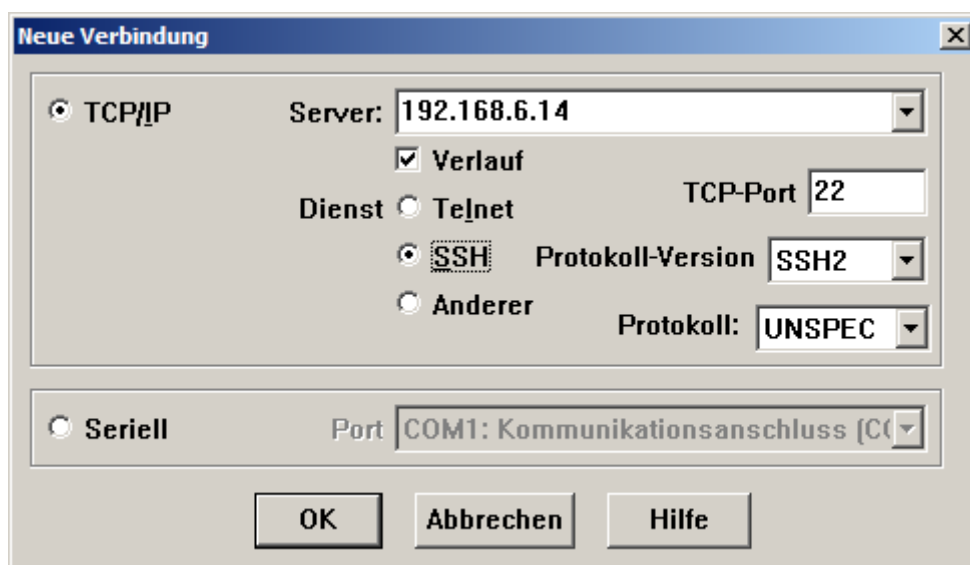 Neue Verbindung
TCP/IP Server: 192.168.6.14
Verlauf
TCP-Port 22
Dienst Telnet
SSH Protokoll-Version SSH2
Anderer
Protokoll: UNSPEC
Seriell Port COM1: Kommunikationsanschluss (CO
OK Abbrechen Hilfe